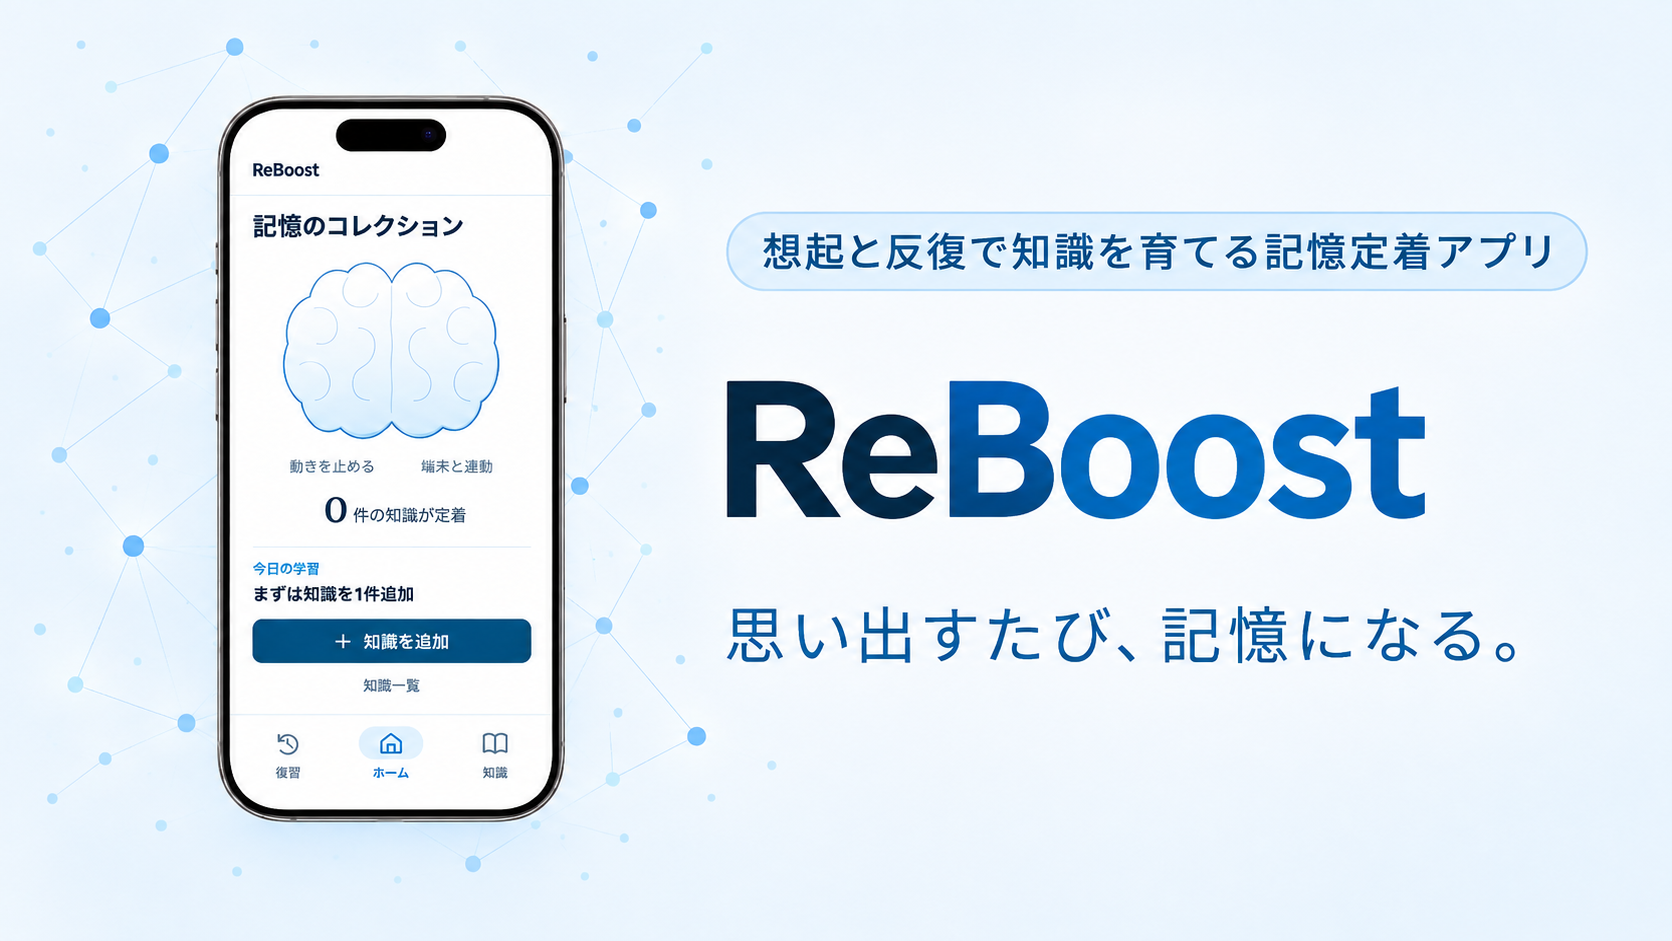 ReBoost
記憶のコレクション
動きを止める 端末と連動
0 件の知識が定着
今日の学習
まずは知識を1件追加
+ 知識を追加
知識一覧
復習 ホーム 知識
想起と反復で知識を育てる記憶定着アプリ
ReBoost
思い出すたび、記憶になる。